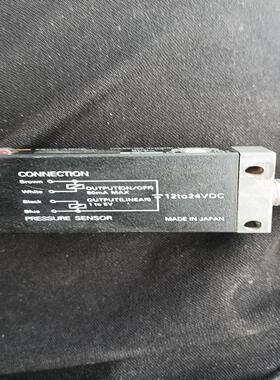 CONNECTION
Brown
White
OUTPUT(ON/OFF)
80mA MAX
12to24VDC
Black
Blue
OUTPUT(LINEAR)
1 to 5V
PRESSURE SENSOR
MADE IN JAPAN